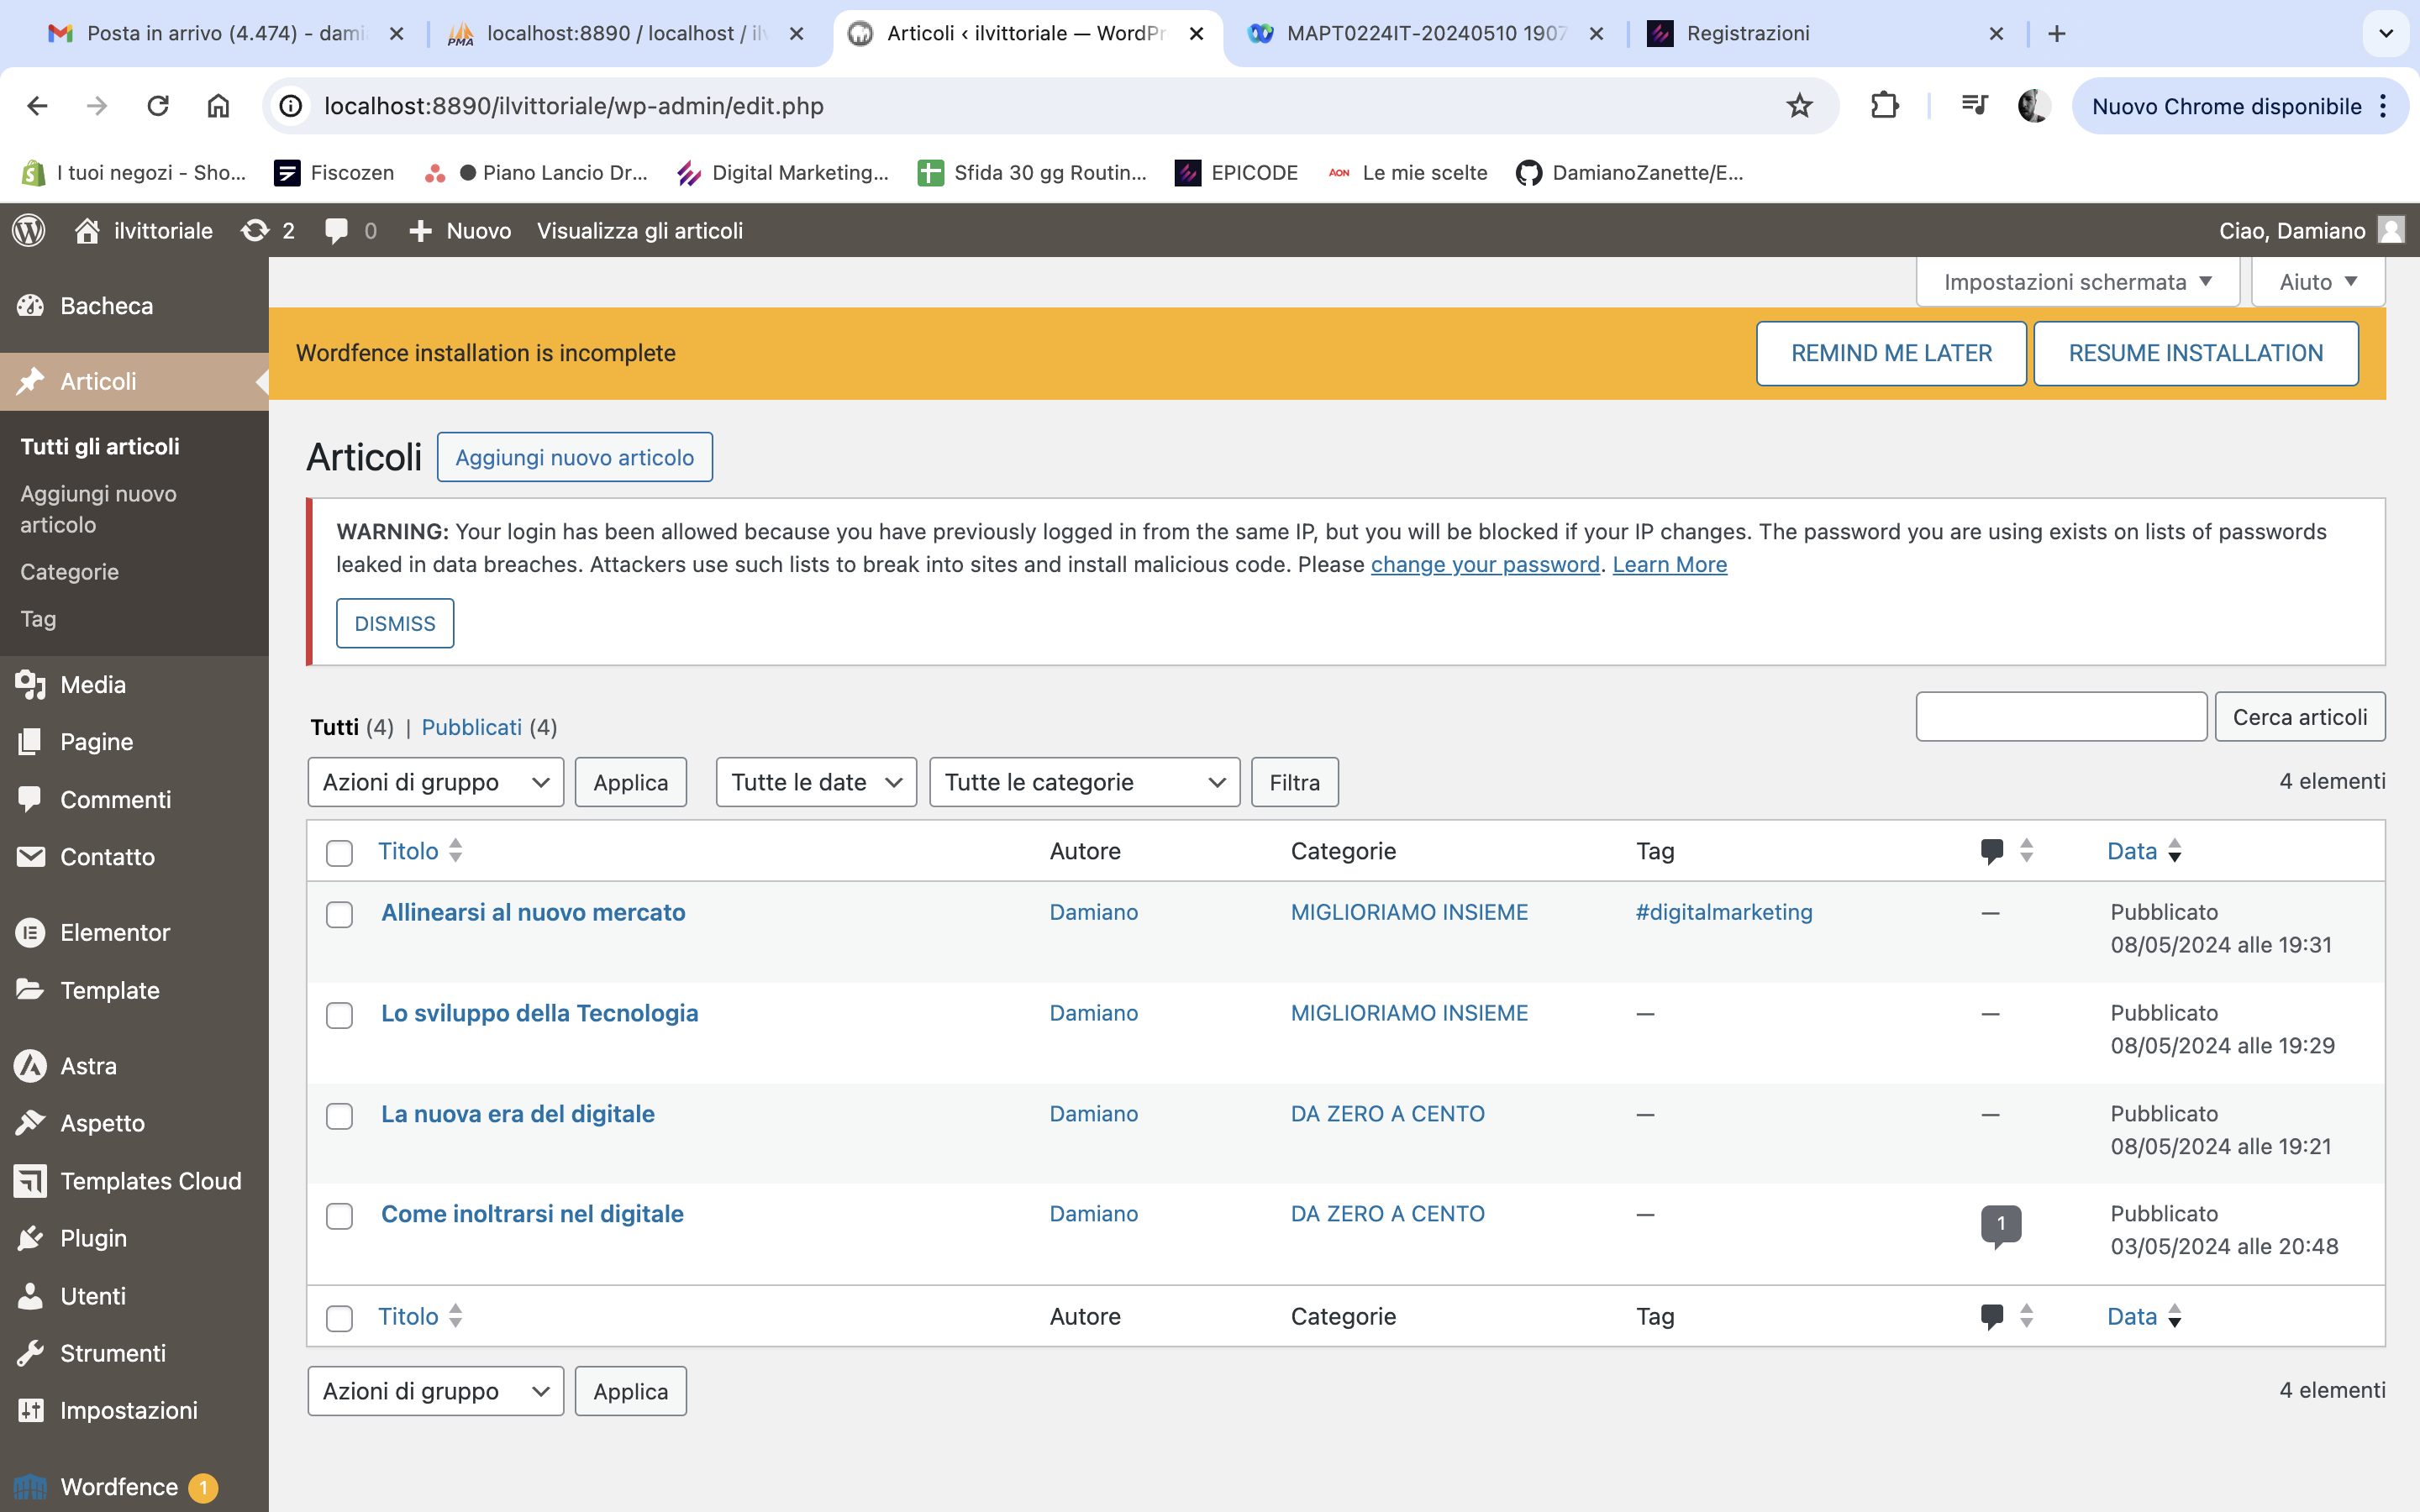 Posta in arrivo (4.474) - dami
localhost:8890 / localhost / ilv
Articoli ‹ ilvittoriale — WordPr
MAPT0224IT-20240510 1907
Registrazioni
localhost:8890/ilvittoriale/wp-admin/edit.php
Nuovo Chrome disponibile
I tuoi negozi - Sho...
Fiscozen
Piano Lancio Dr...
Digital Marketing...
Sfida 30 gg Routin...
EPICODE
AON Le mie scelte
DamianoZanette/E...
ilvittoriale
2
0
Nuovo
Visualizza gli articoli
Ciao, Damiano
Bacheca
Articoli
Tutti gli articoli
Aggiungi nuovo
articolo
Categorie
Tag
Media
Pagine
Commenti
Contatto
Elementor
Template
Astra
Aspetto
Templates Cloud
Plugin
Utenti
Strumenti
Impostazioni
Wordfence 1
Impostazioni schermata
Aiuto
Wordfence installation is incomplete
REMIND ME LATER
RESUME INSTALLATION
Articoli
Aggiungi nuovo articolo
WARNING: Your login has been allowed because you have previously logged in from the same IP, but you will be blocked if your IP changes. The password you are using exists on lists of passwords
leaked in data breaches. Attackers use such lists to break into sites and install malicious code. Please change your password. Learn More
DISMISS
Tutti (4) | Pubblicati (4)
Cerca articoli
Azioni di gruppo
Applica
Tutte le date
Tutte le categorie
Filtra
4 elementi
Titolo Autore Categorie Tag Data
Allinearsi al nuovo mercato Damiano MIGLIORIAMO INSIEME #digitalmarketing — Pubblicato
08/05/2024 alle 19:31
Lo sviluppo della Tecnologia Damiano MIGLIORIAMO INSIEME — — Pubblicato
08/05/2024 alle 19:29
La nuova era del digitale Damiano DA ZERO A CENTO — — Pubblicato
08/05/2024 alle 19:21
Come inoltrarsi nel digitale Damiano DA ZERO A CENTO — 1 Pubblicato
03/05/2024 alle 20:48
Titolo Autore Categorie Tag Data
Azioni di gruppo
Applica
4 elementi